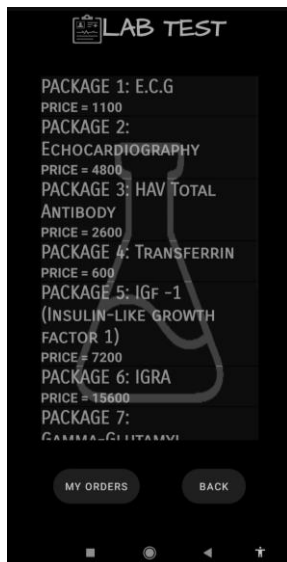 LAB TEST
PACKAGE 1: E.C.G
PRICE = 1100
PACKAGE 2:
ECHOCARDIOGRAPHY
PRICE = 4800
PACKAGE 3: HAV TOTAL
ANTIBODY
PRICE = 2600
PACKAGE 4: TRANSFERRIN
PRICE = 600
PACKAGE 5: IGF -1
(INSULIN-LIKE GROWTH
FACTOR 1)
PRICE = 7200
PACKAGE 6: IGRA
PRICE = 15600
PACKAGE 7:
GAMMA-GLUTAMYL
MY ORDERS
BACK